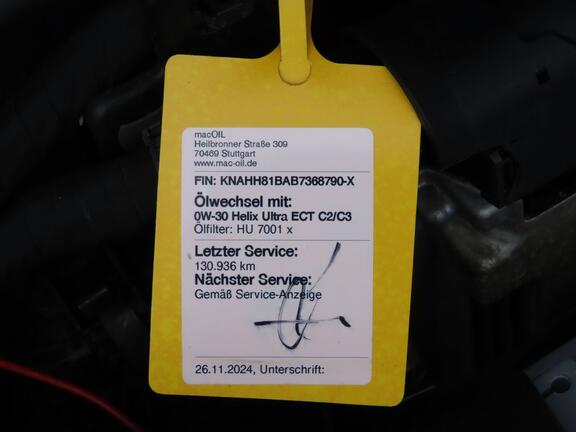 macOIL
Heilbronner Straße 309
70469 Stuttgart
www.mac-oil.de
FIN: KNAHH81BAB7368790-X
Ölwechsel mit:
0W-30 Helix Ultra ECT C2/C3
Ölfilter: HU 7001 x
Letzter Service:
130.936 km
Nächster Service:
Gemäß Service-Anzeige
26.11.2024, Unterschrift: